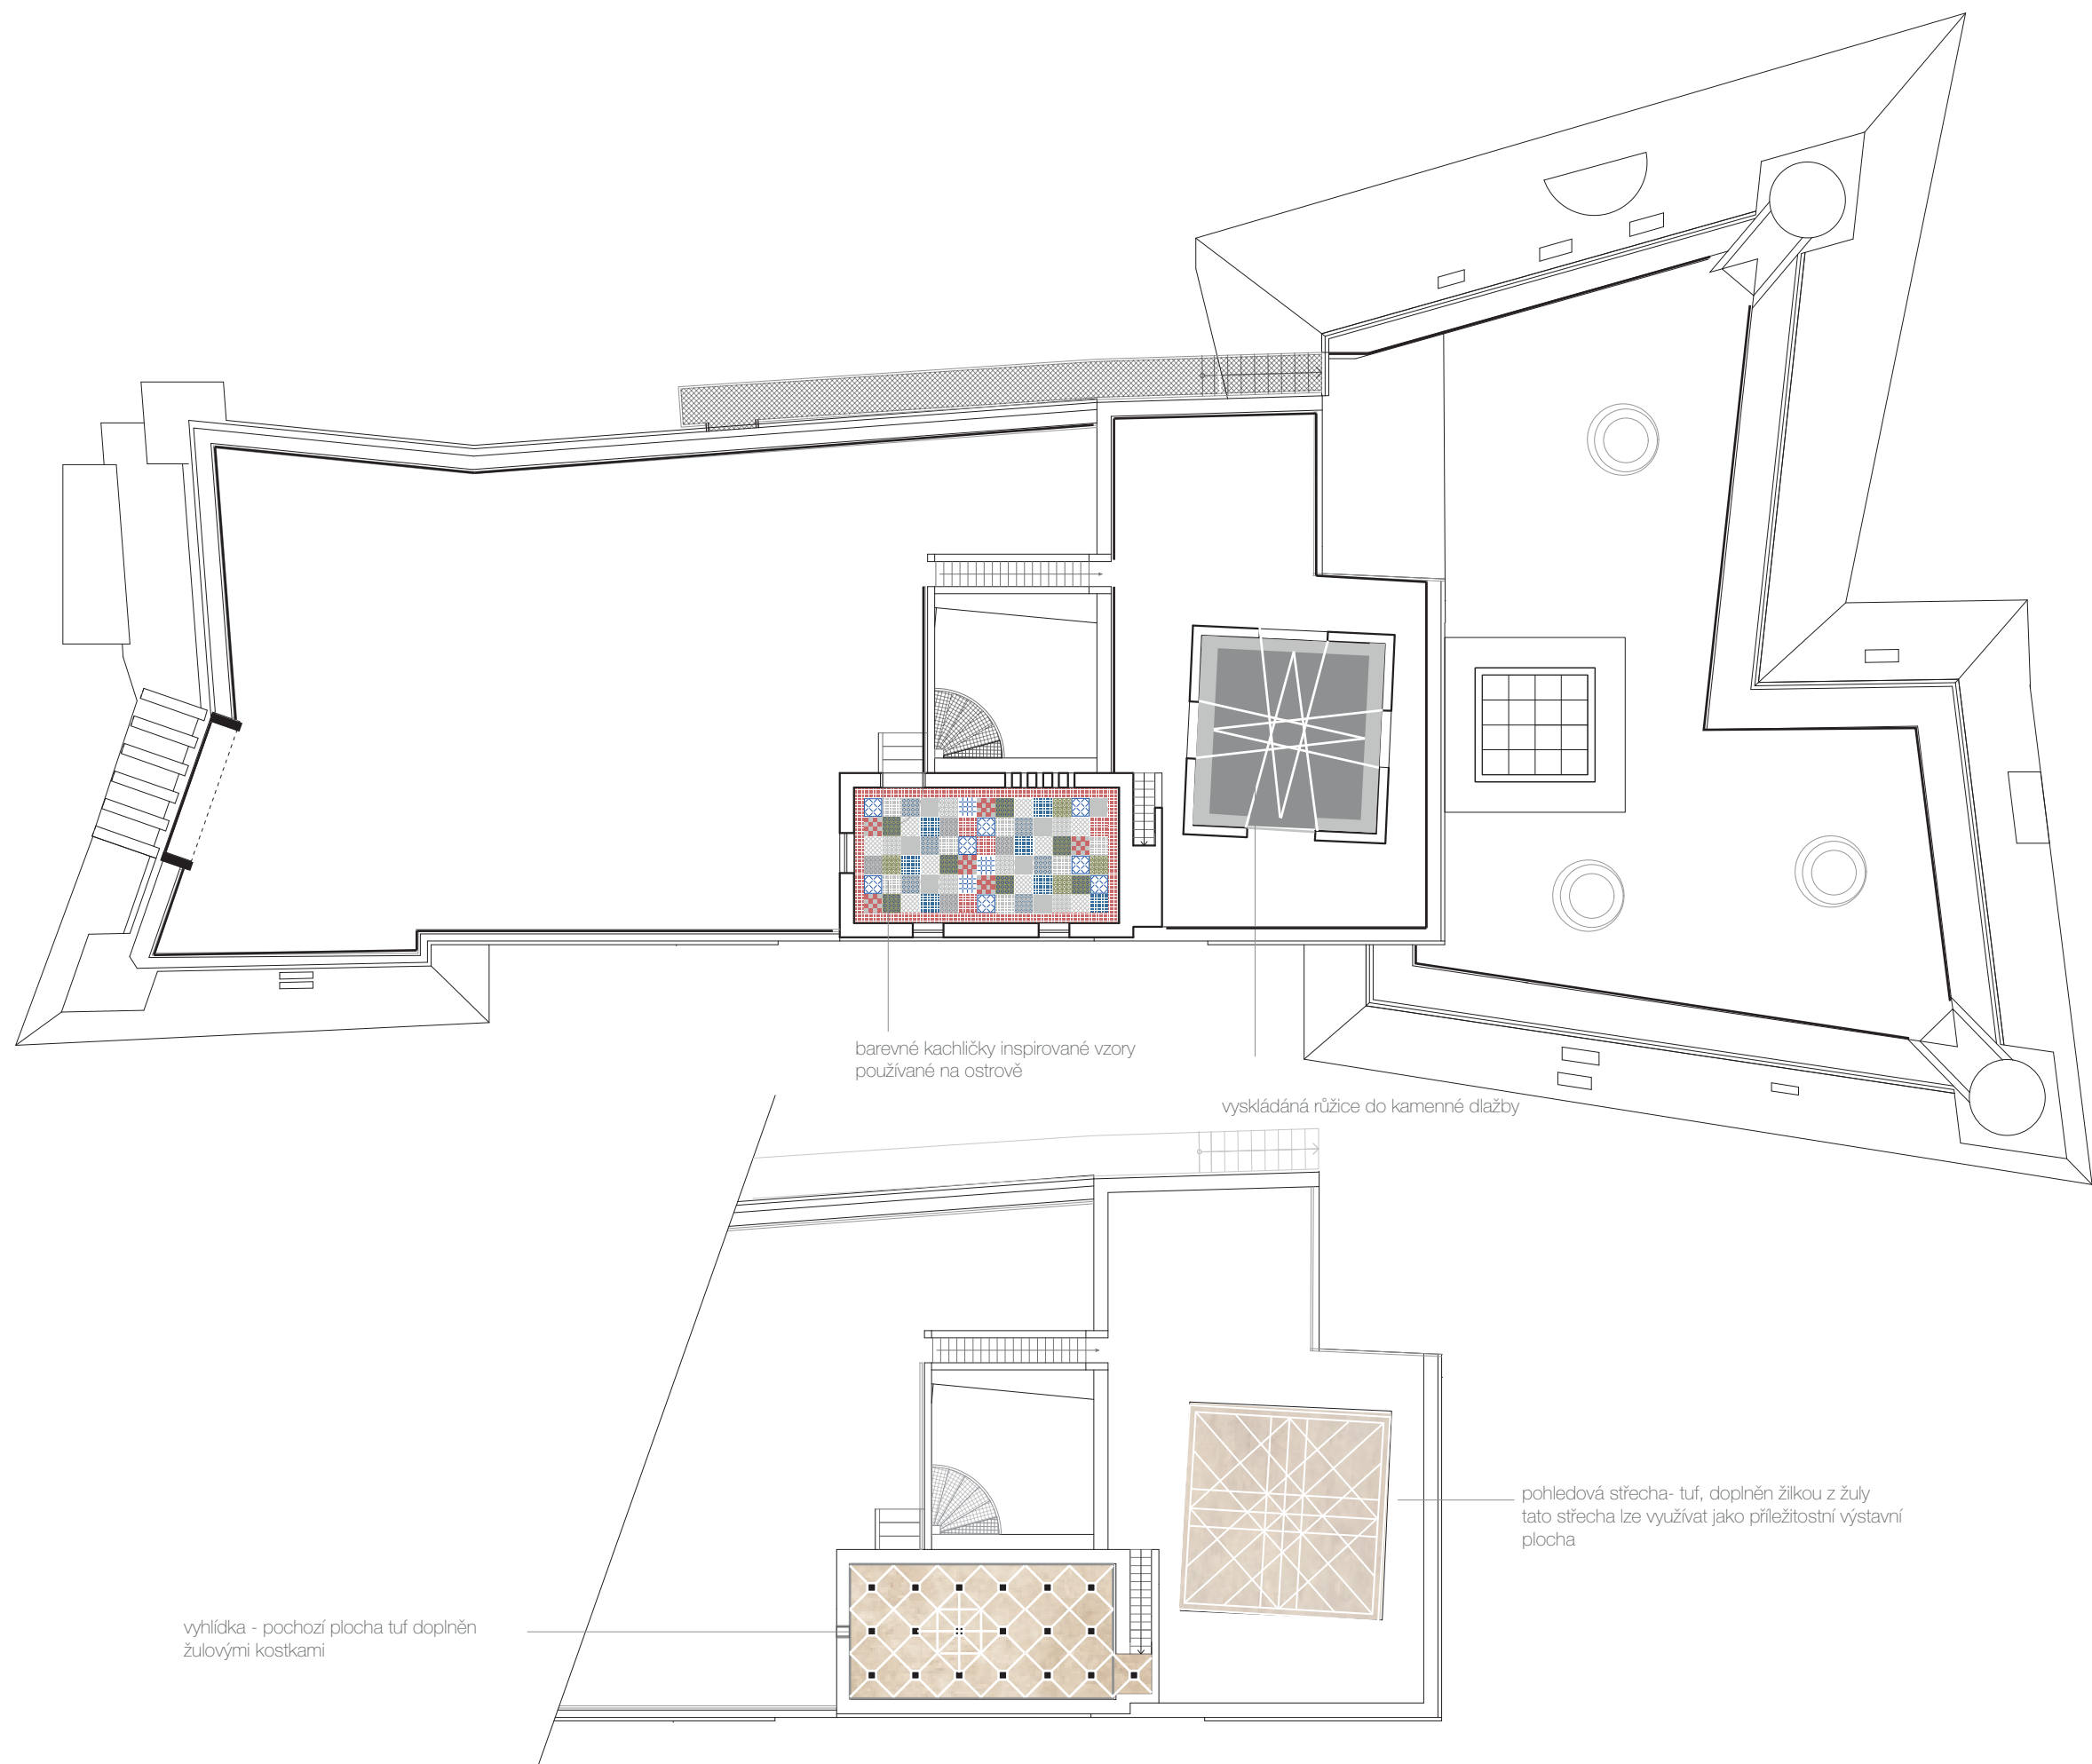 barevné kachličky inspirované vzory
používané na ostrově
vyskládáná růžice do kamenné dlažby
pohledová střecha- tuf, doplněn žilkou z žuly
tato střecha lze využívat jako příležitostní výstavní
plocha
vyhlídka - pochozí plocha tuf doplněn
žulovými kostkami